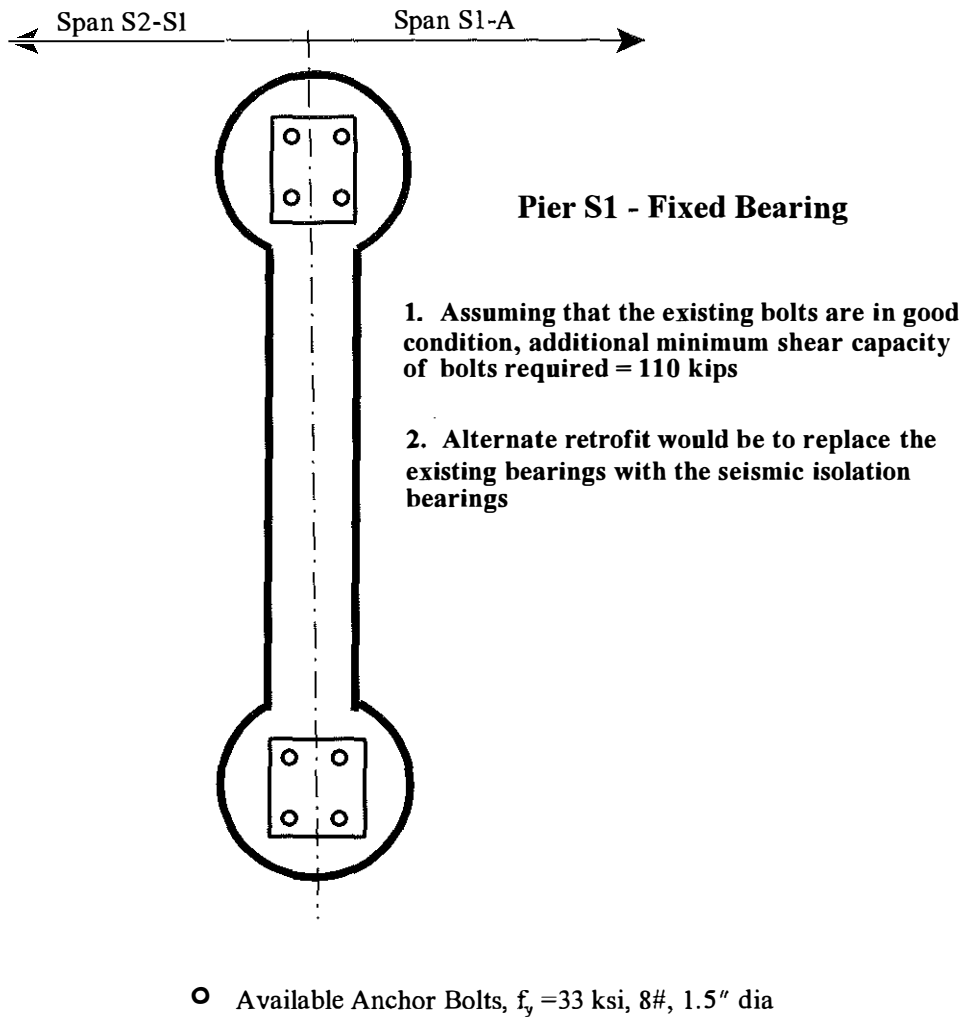 Span S2-S1 Span S1-A
Pier S1 - Fixed Bearing
1. Assuming that the existing bolts are in good
condition, additional minimum shear capacity
of bolts required = 110 kips
2. Alternate retrofit would be to replace the
existing bearings with the seismic isolation
bearings
Available Anchor Bolts, fy =33 ksi, 8#, 1.5″ dia